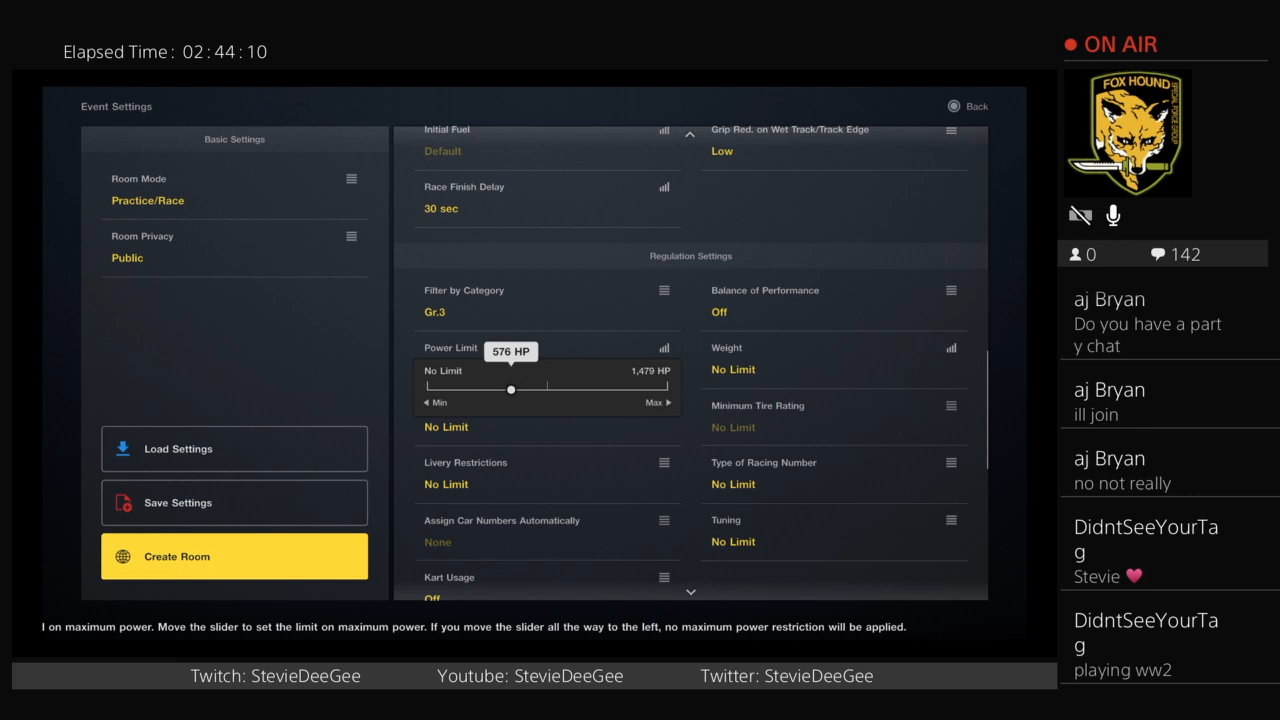 Elapsed Time: 02:44:10
Event Settings
Back
Basic Settings
Room Mode
Practice/Race
Room Privacy
Public
Load Settings
Save Settings
Create Room
Initial Fuel
Default
Grip Red. on Wet Track/Track Edge
Low
Race Finish Delay
30 sec
Regulation Settings
Filter by Category
Gr.3
Balance of Performance
Off
Power Limit
576 HP
No Limit
1,479 HP
Min
Max
No Limit
Weight
No Limit
Minimum Tire Rating
No Limit
Livery Restrictions
No Limit
Type of Racing Number
No Limit
Assign Car Numbers Automatically
None
Tuning
No Limit
Kart Usage
Off
l on maximum power. Move the slider to set the limit on maximum power. If you move the slider all the way to the left, no maximum power restriction will be applied.
Twitch: StevieDeeGee
Youtube: StevieDeeGee
Twitter: StevieDeeGee
ON AIR
FOX HOUND
SPECIAL FORCE GROUP
0
142
aj Bryan
Do you have a part
y chat
aj Bryan
ill join
aj Bryan
no not really
DidntSeeYourTa
g
Stevie
DidntSeeYourTa
g
playing ww2